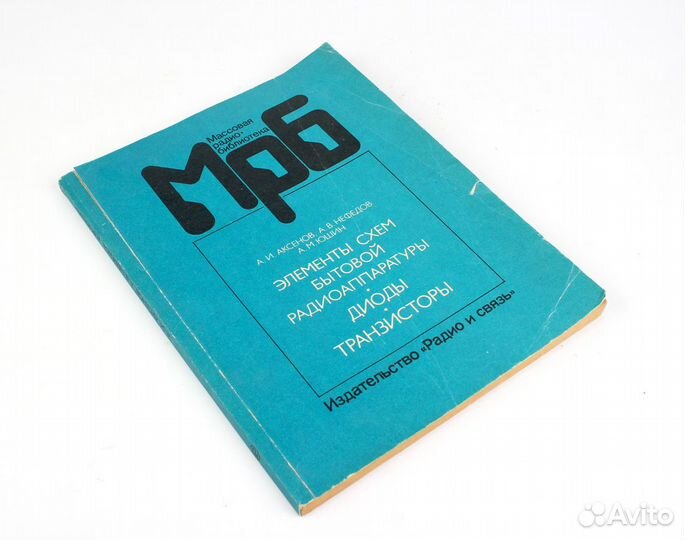 Массовая
радио-
библиотека
Мрб
А. И. АКСЕНОВ, А. В. НЕФЕДОВ
А. М. ЮШИН
ЭЛЕМЕНТЫ СХЕМ
БЫТОВОЙ
РАДИОАППАРАТУРЫ
•
ДИОДЫ
•
ТРАНЗИСТОРЫ
Издательство «Радио и связь»
Avito